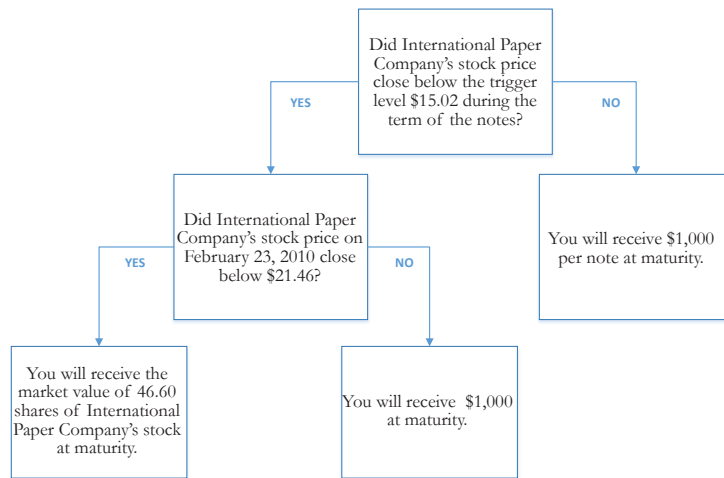 Did International Paper
Company's stock price
close below the trigger
level $15.02 during the
term of the notes?
YES
NO
Did International Paper
Company's stock price on
February 23, 2010 close
below $21.46?
You will receive $1,000
per note at maturity.
YES
NO
You will receive the
market value of 46.60
shares of International
Paper Company's stock
at maturity.
You will receive $1,000
at maturity.